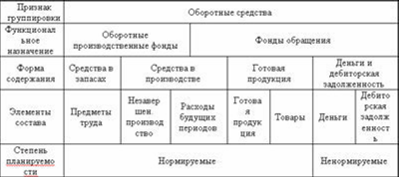 Признак группировки
Оборотные средства
Функциональное назначение
Оборотные производственные фонды
Фонды обращения
Форма содержания
Средства в запасах
Средства в производстве
Готовая продукция
Деньги и дебиторская задолженность
Элементы состава
Предметы труда
Незавершен производство
Расходы будущих периодов
Готовая продукция
Товары
Деньги
Дебиторская задолженность
Степень планируемости
Нормируемые
Ненормируемые